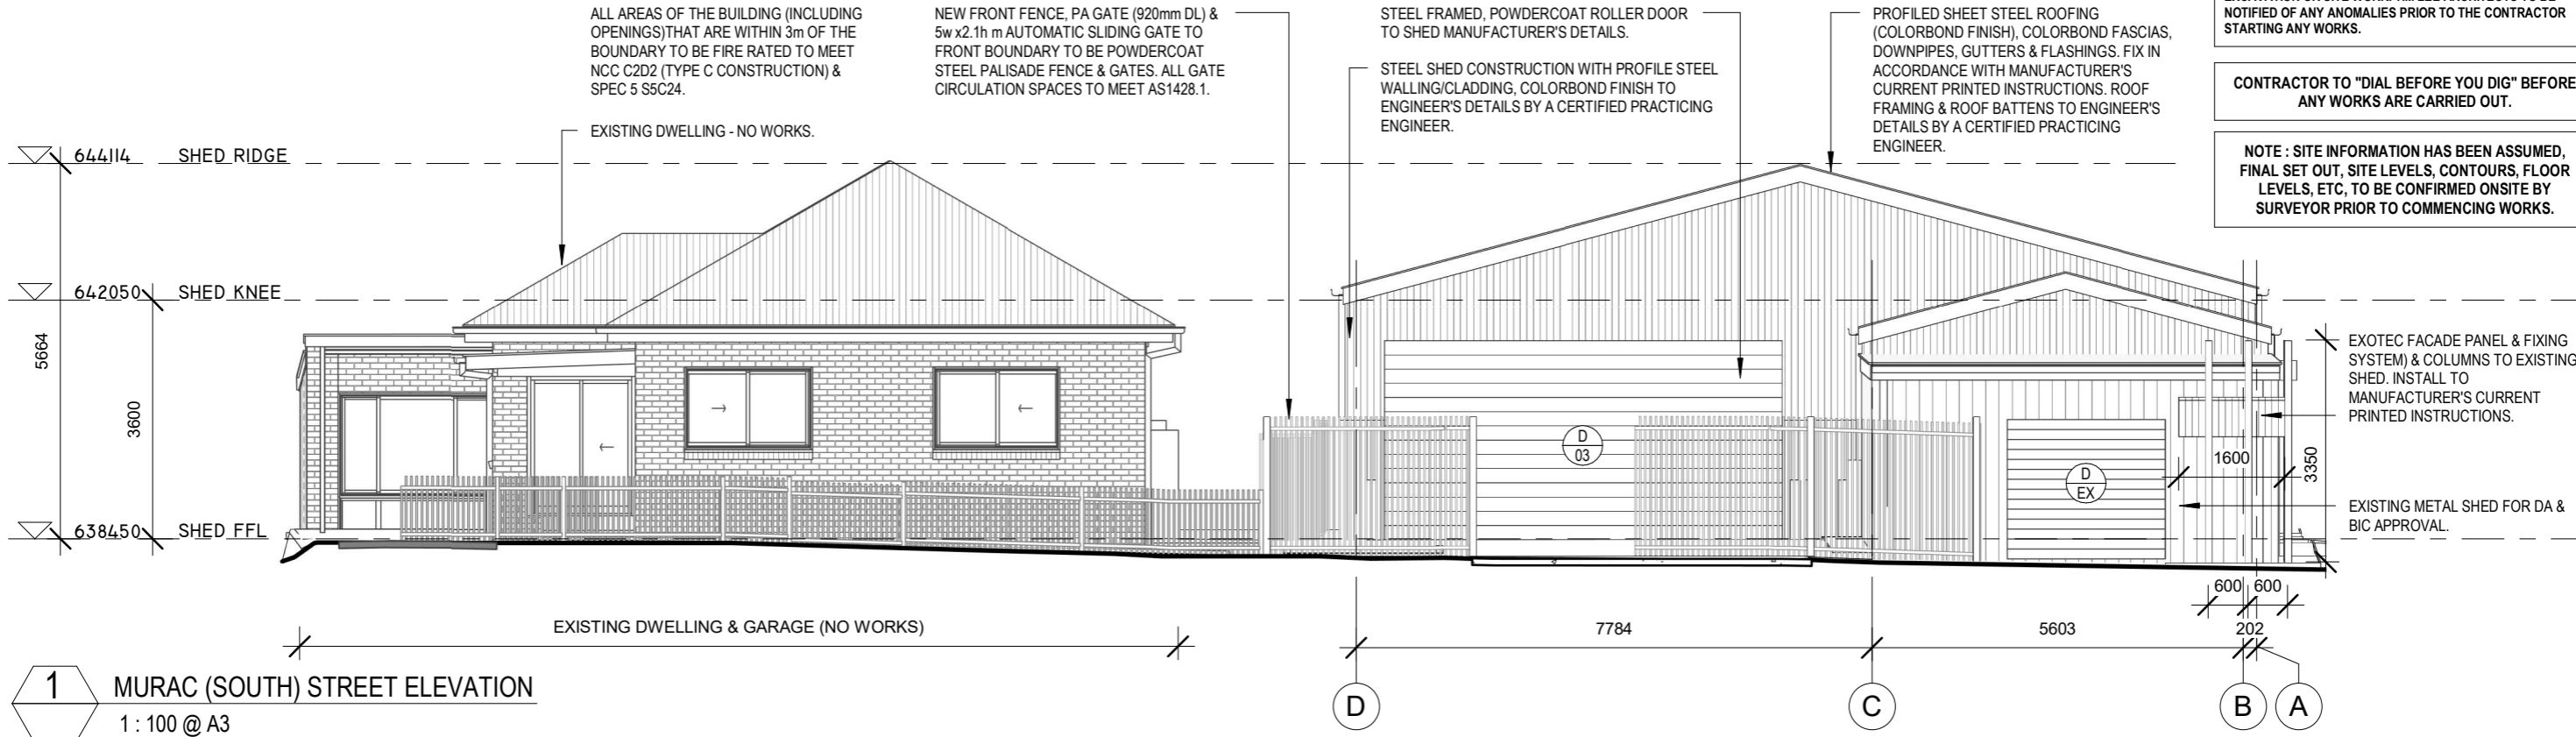 ALL AREAS OF THE BUILDING (INCLUDING
OPENINGS)THAT ARE WITHIN 3m OF THE
BOUNDARY TO BE FIRE RATED TO MEET
NCC C2D2 (TYPE C CONSTRUCTION) &
SPEC 5 S5C24.
EXISTING DWELLING - NO WORKS.
NEW FRONT FENCE, PA GATE (920mm DL) &
5w x2.1h m AUTOMATIC SLIDING GATE TO
FRONT BOUNDARY TO BE POWDERCOAT
STEEL PALISADE FENCE & GATES. ALL GATE
CIRCULATION SPACES TO MEET AS1428.1.
STEEL FRAMED, POWDERCOAT ROLLER DOOR
TO SHED MANUFACTURER'S DETAILS.
STEEL SHED CONSTRUCTION WITH PROFILE STEEL
WALLING/CLADDING, COLORBOND FINISH TO
ENGINEER'S DETAILS BY A CERTIFIED PRACTICING
ENGINEER.
PROFILED SHEET STEEL ROOFING
(COLORBOND FINISH), COLORBOND FASCIAS,
DOWNPIPES, GUTTERS & FLASHINGS. FIX IN
ACCORDANCE WITH MANUFACTURER'S
CURRENT PRINTED INSTRUCTIONS. ROOF
FRAMING & ROOF BATTENS TO ENGINEER'S
DETAILS BY A CERTIFIED PRACTICING
ENGINEER.
NOTIFIED OF ANY ANOMALIES PRIOR TO THE CONTRACTOR
STARTING ANY WORKS.
CONTRACTOR TO "DIAL BEFORE YOU DIG" BEFORE
ANY WORKS ARE CARRIED OUT.
NOTE : SITE INFORMATION HAS BEEN ASSUMED,
FINAL SET OUT, SITE LEVELS, CONTOURS, FLOOR
LEVELS, ETC, TO BE CONFIRMED ONSITE BY
SURVEYOR PRIOR TO COMMENCING WORKS.
644114 SHED RIDGE
642050 SHED KNEE
638450 SHED FFL
5664
3600
D
03
D
EX
EXOTEC FACADE PANEL & FIXING
SYSTEM) & COLUMNS TO EXISTING
SHED. INSTALL TO
MANUFACTURER'S CURRENT
PRINTED INSTRUCTIONS.
1600
3350
EXISTING METAL SHED FOR DA &
BIC APPROVAL.
600 600
EXISTING DWELLING & GARAGE (NO WORKS)
7784
5603
202
D
C
B
A
1
MURAC (SOUTH) STREET ELEVATION
1 : 100 @ A3